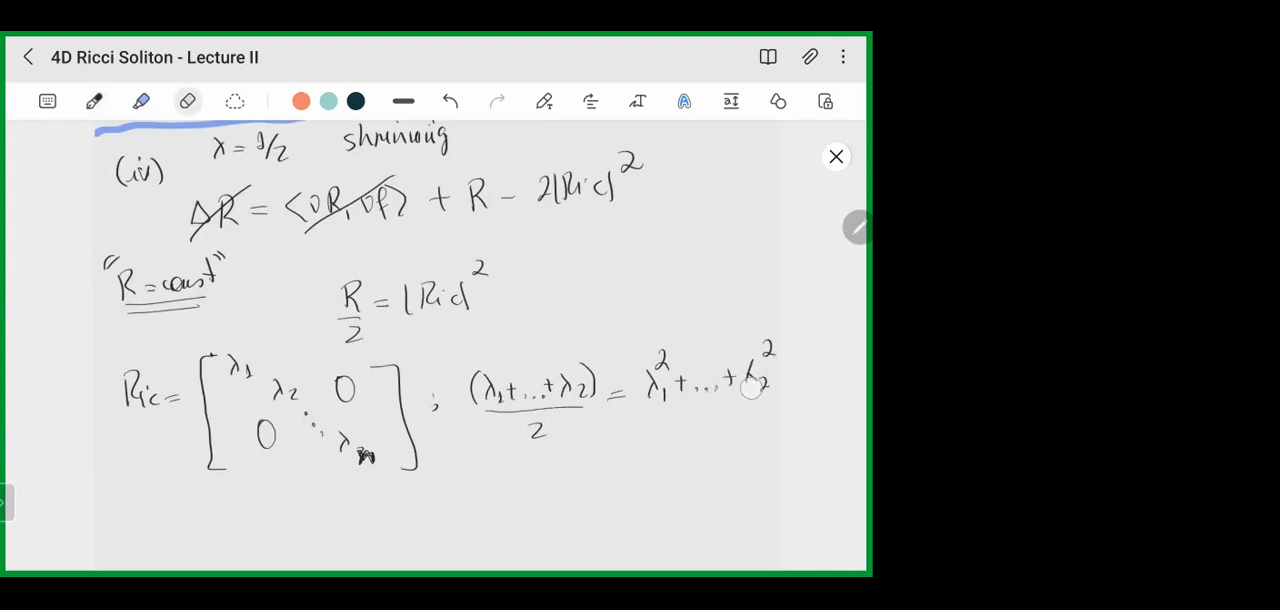 4D Ricci Soliton - Lecture II
λ = 1/2 shrinking
(iv)
ΔR = ⟨∇R, ∇f⟩ + R - 2|Ric|²
"R = const"
R/2 = |Ric|²
Ric = [λ₁ λ₂ 0 0 ⋱ λₙ] ; (λ₁+...+λ₂)/2 = λ₁² + ... + λ₂²